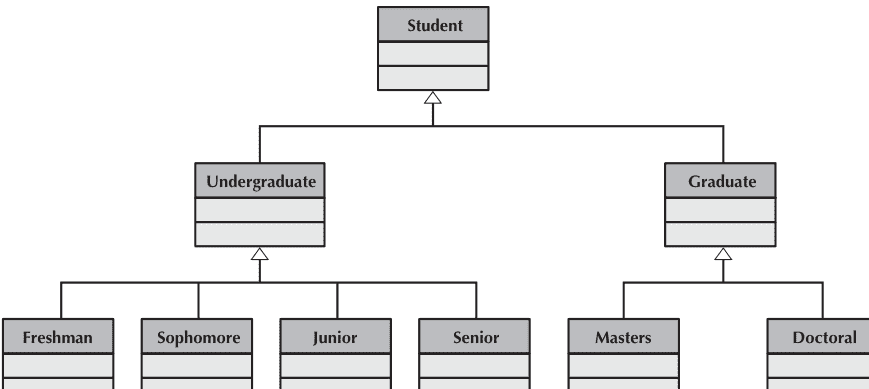 Student
Undergraduate
Graduate
Freshman
Sophomore
Junior
Senior
Masters
Doctoral